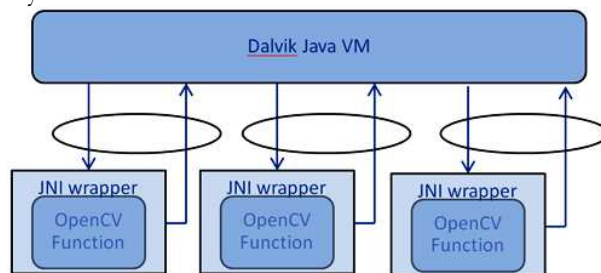 Dalvik Java VM
JNI wrapper
OpenCV
Function
JNI wrapper
OpenCV
Function
JNI wrapper
OpenCV
Function